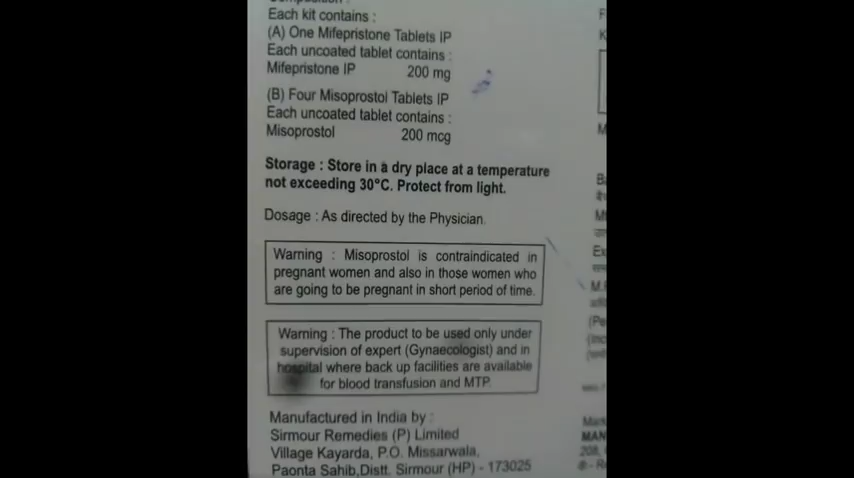 Each kit contains :
(A) One Mifepristone Tablets IP
Each uncoated tablet contains :
Mifepristone IP 200 mg
(B) Four Misoprostol Tablets IP
Each uncoated tablet contains :
Misoprostol 200 mcg
Storage : Store in a dry place at a temperature
not exceeding 30°C. Protect from light.
Dosage : As directed by the Physician.
Warning : Misoprostol is contraindicated in
pregnant women and also in those women who
are going to be pregnant in short period of time.
Warning : The product to be used only under
supervision of expert (Gynaecologist) and in
hospital where back up facilities are available
for blood transfusion and MTP.
Manufactured in India by :
Sirmour Remedies (P) Limited
Village Kayarda, P.O. Missarwala,
Paonta Sahib,Distt. Sirmour (HP) - 173025